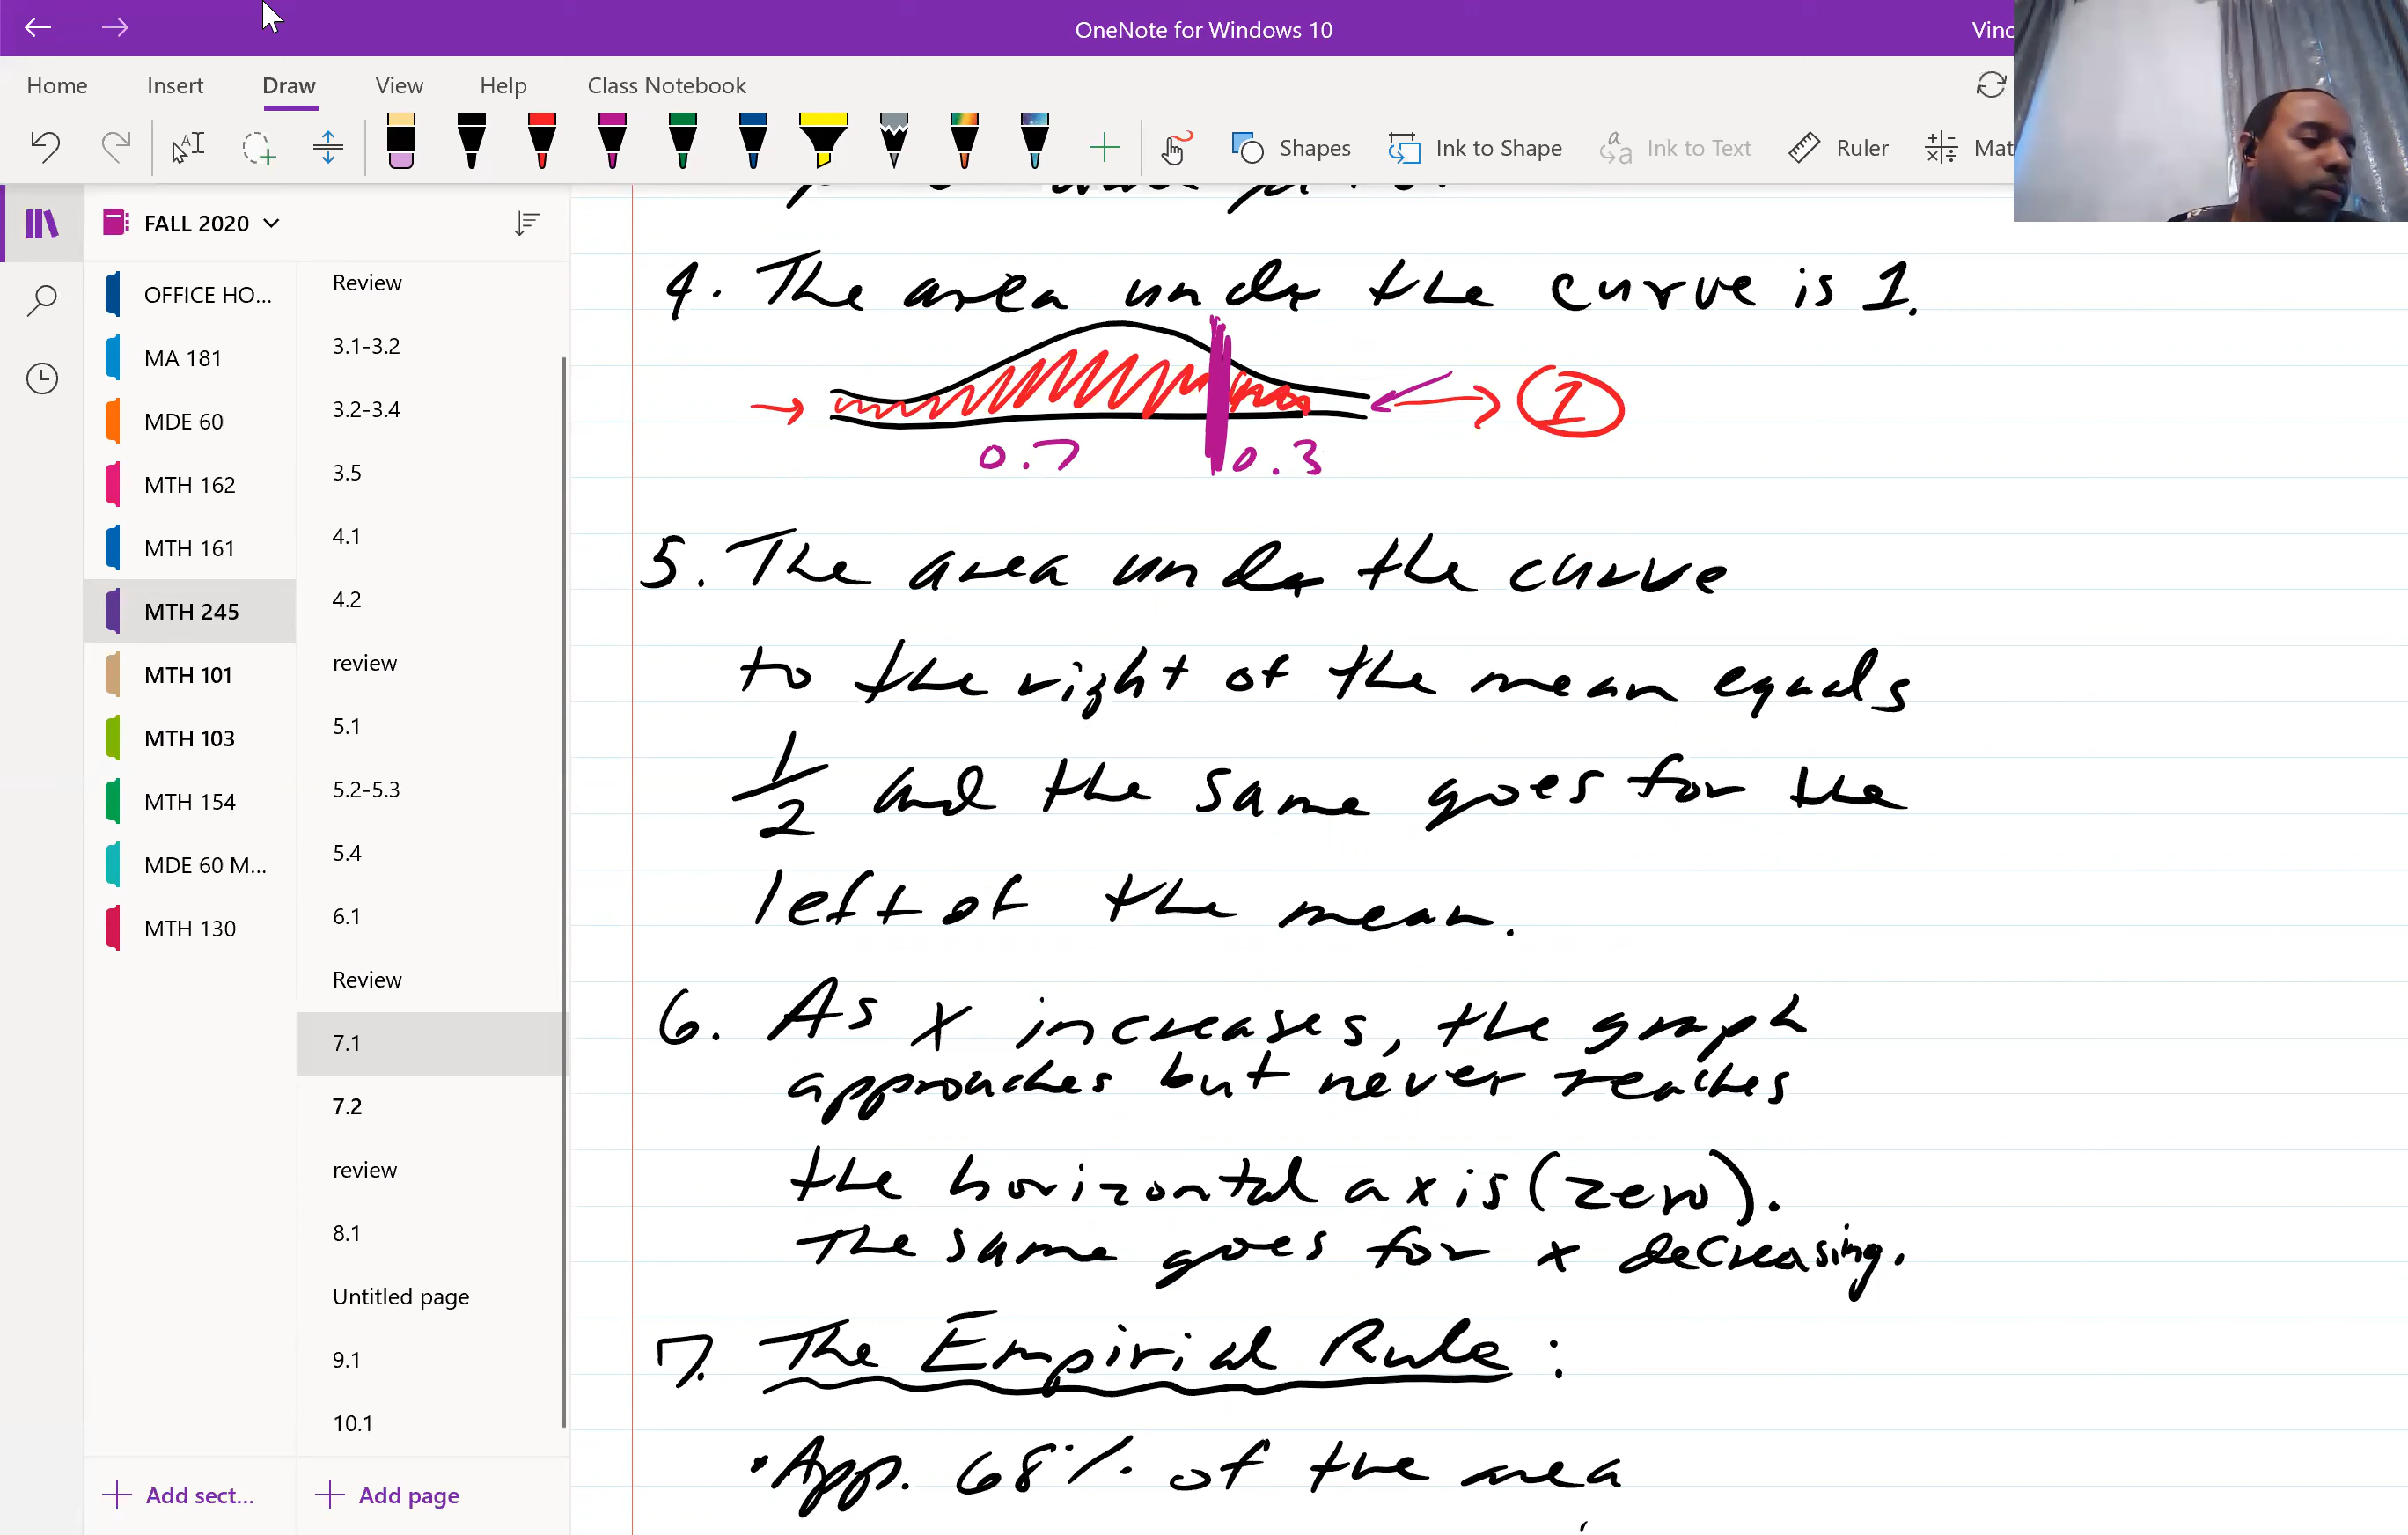 OneNote for Windows 10
Vinc
Home Insert Draw View Help Class Notebook
Shapes Ink to Shape Ink to Text Ruler Mat
FALL 2020
OFFICE HO...
MA 181
MDE 60
MTH 162
MTH 161
MTH 245
MTH 101
MTH 103
MTH 154
MDE 60 M...
MTH 130
Add sect...
Review
3.1-3.2
3.2-3.4
3.5
4.1
4.2
review
5.1
5.2-5.3
5.4
6.1
Review
7.1
7.2
review
8.1
Untitled page
9.1
10.1
Add page
4. The area under the curve is 1.
1
0.7 0.3
5. The area under the curve
to the right of the mean equals
1/2 and the same goes for the
left of the mean.
6. As x increases, the graph
approaches but never reaches
the horizontal axis (zero).
The same goes for x decreasing.
7. The Empirial Rule:
• App. 68% of the area